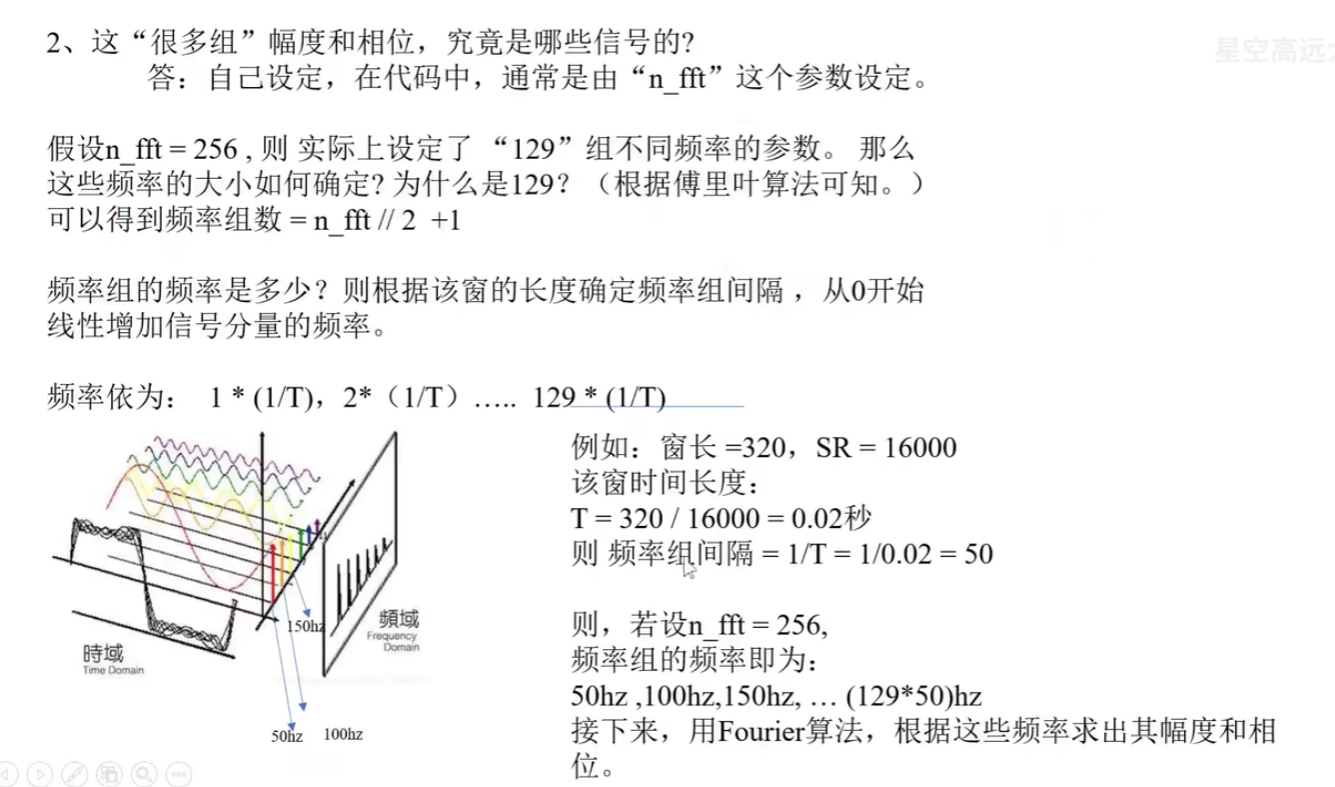 2、这“很多组”幅度和相位，究竟是哪些信号的?
星空高远
答：自己设定，在代码中，通常是由“n_fft”这个参数设定。
假设n_fft = 256 , 则 实际上设定了 “129”组不同频率的参数。 那么
这些频率的大小如何确定? 为什么是129？（根据傅里叶算法可知。）
可以得到频率组数 = n_fft // 2 +1
频率组的频率是多少？则根据该窗的长度确定频率组间隔 ，从0开始
线性增加信号分量的频率。
频率依为： 1 * (1/T)，2*（1/T）….. 129 * (1/T)
例如：窗长 =320，SR = 16000
该窗时间长度：
T = 320 / 16000 = 0.02秒
则 频率组间隔 = 1/T = 1/0.02 = 50
则，若设n_fft = 256,
频率组的频率即为：
50hz ,100hz,150hz, … (129*50)hz
接下来，用Fourier算法，根据这些频率求出其幅度和相
位。
時域
Time Domain
頻域
Frequency
Domain
150hz
50hz
100hz